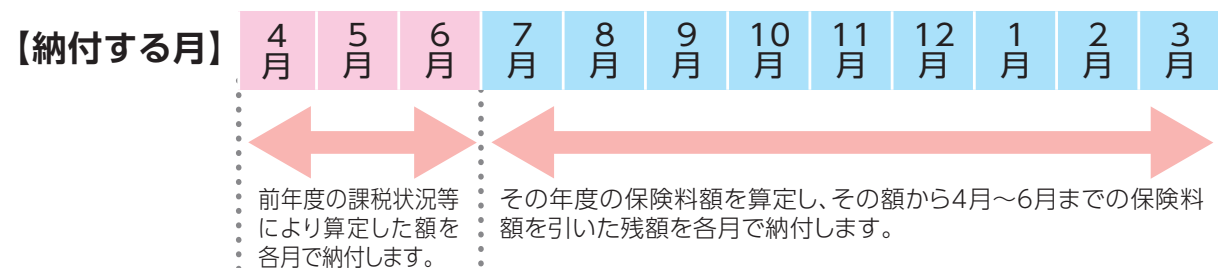 【納付する月】 4月 5月 6月 7月 8月 9月 10月 11月 12月 1月 2月 3月
前年度の課税状況等
により算定した額を
各月で納付します。
その年度の保険料額を算定し、その額から4月～6月までの保険料
額を引いた残額を各月で納付します。